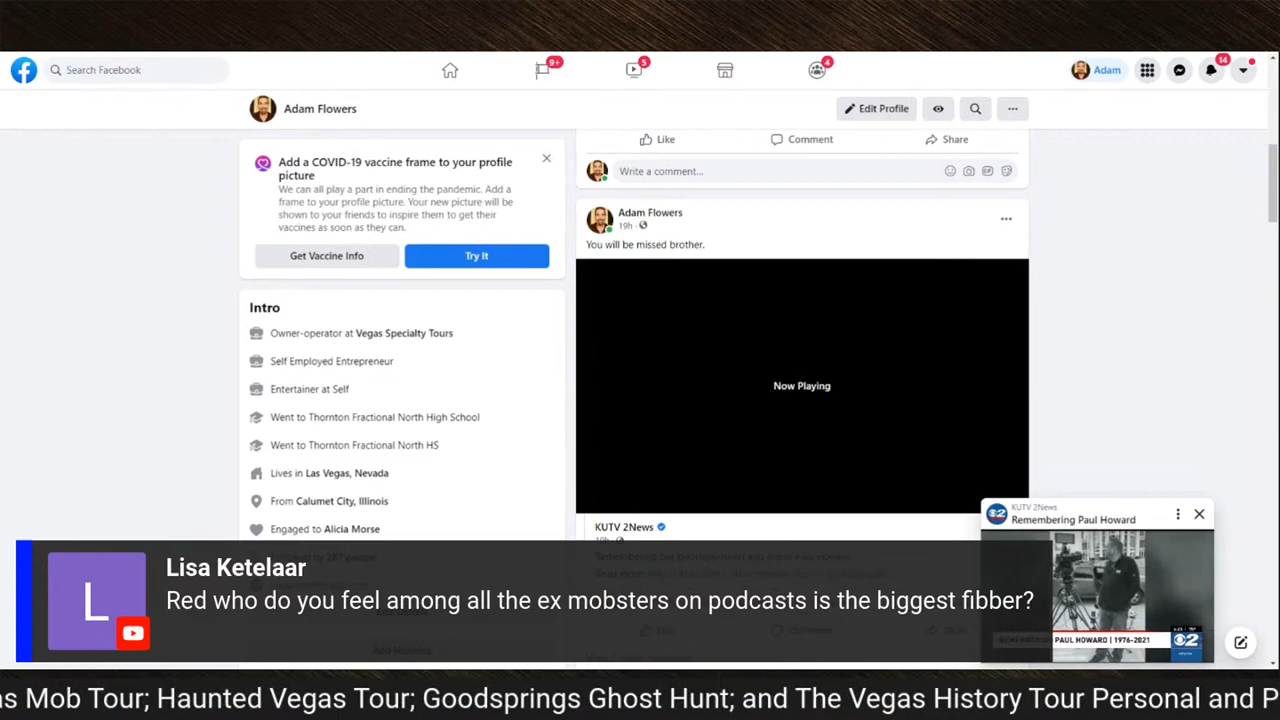 Search Facebook
9+
5
4
Adam
14
Adam Flowers
Edit Profile
Like
Comment
Share
Write a comment...
Add a COVID-19 vaccine frame to your profile
picture
We can all play a part in ending the pandemic. Add
a frame to your profile picture. Your new picture will
be shown to your friends to inspire them to get their
vaccines as soon as they can.
Get Vaccine Info
Try It
Intro
Owner-operator at Vegas Specialty Tours
Self Employed Entrepreneur
Entertainer at Self
Went to Thornton Fractional North High School
Went to Thornton Fractional North HS
Lives in Las Vegas, Nevada
From Calumet City, Illinois
Engaged to Alicia Morse
Adam Flowers
19h
You will be missed brother.
Now Playing
KUTV 2News
KUTV 2News
Remembering Paul Howard
PAUL HOWARD | 1976-2021
2
L
Lisa Ketelaar
Red who do you feel among all the ex mobsters on podcasts is the biggest fibber?
as Mob Tour; Haunted Vegas Tour; Goodsprings Ghost Hunt; and The Vegas History Tour Personal and P